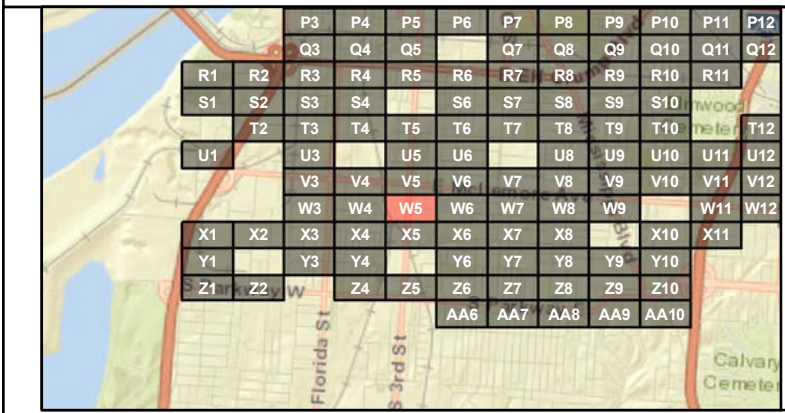 P3 P4 P5 P6 P7 P8 P9 P10 P11 P12
Q3 Q4 Q5 Q7 Q8 Q9 Q10 Q11 Q12
R1 R2 R3 R4 R5 R6 R7 R8 R9 R10 R11
S1 S2 S3 S4 S6 S7 S8 S9 S10
T2 T3 T4 T5 T6 T7 T8 T9 T10 T12
U1 U3 U5 U6 U8 U9 U10 U11 U12
V3 V4 V5 V6 V7 V8 V9 V10 V11 V12
W3 W4 W5 W6 W7 W8 W9 W11 W12
X1 X2 X3 X4 X5 X6 X7 X8 X10 X11
Y1 Y3 Y4 Y6 Y7 Y8 Y9 Y10
Z1 Z2 Z4 Z5 Z6 Z7 Z8 Z9 Z10
AA6 AA7 AA8 AA9 AA10
E McLemore Ave
S Parkway W
S Parkway E
Florida St
S 3rd St
Calvary
Cemeter